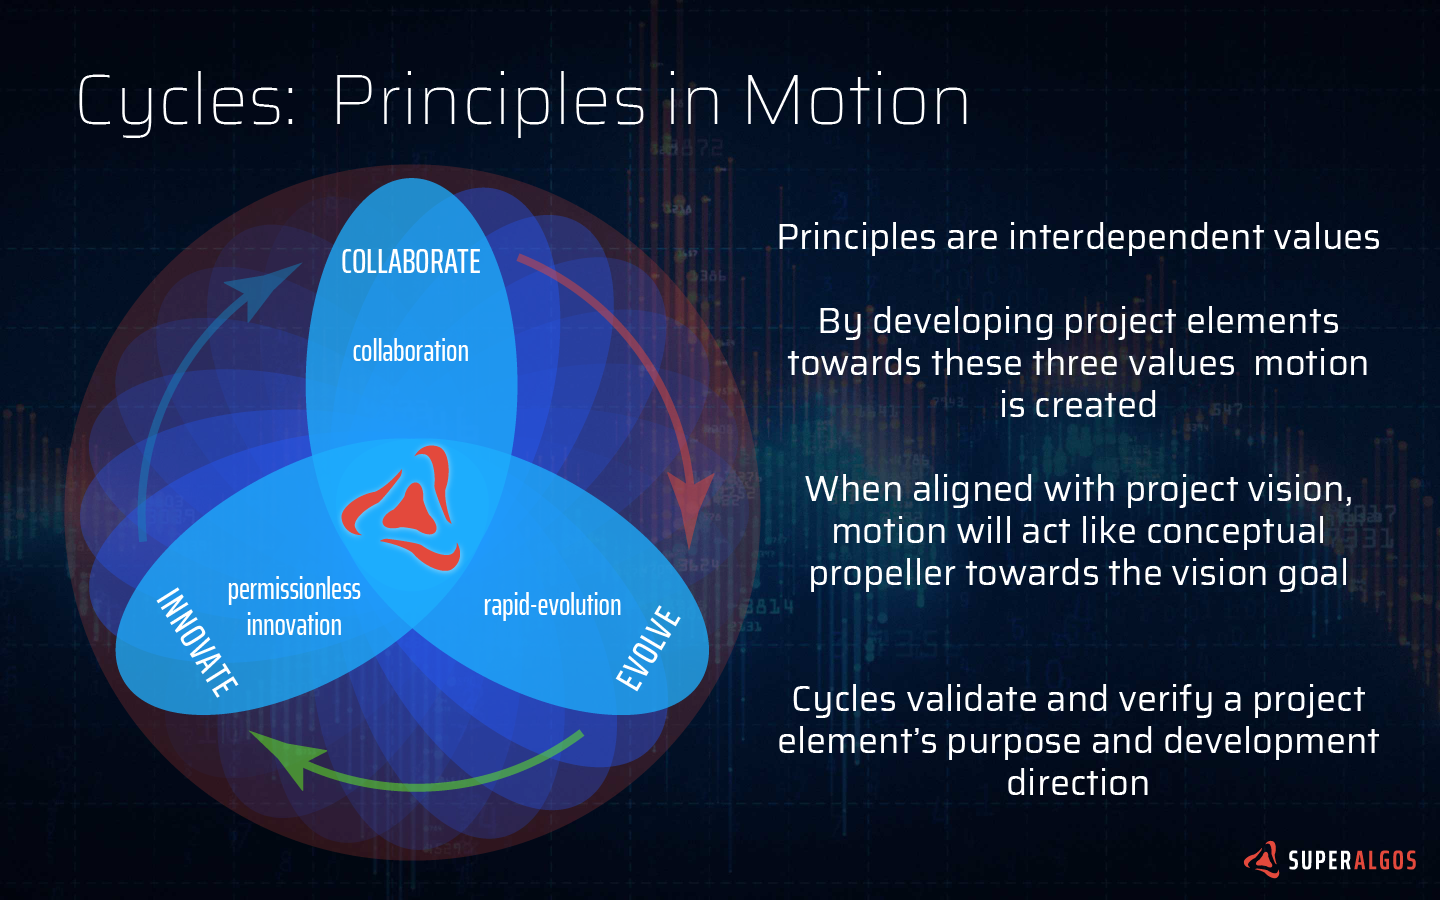 Cycles: Principles in Motion
COLLABORATE
collaboration
permissionless
innovation
INNOVATE
rapid-evolution
EVOLVE
Principles are interdependent values
By developing project elements
towards these three values motion
is created
When aligned with project vision,
motion will act like conceptual
propeller towards the vision goal
Cycles validate and verify a project
element's purpose and development
direction
SUPERALGOS